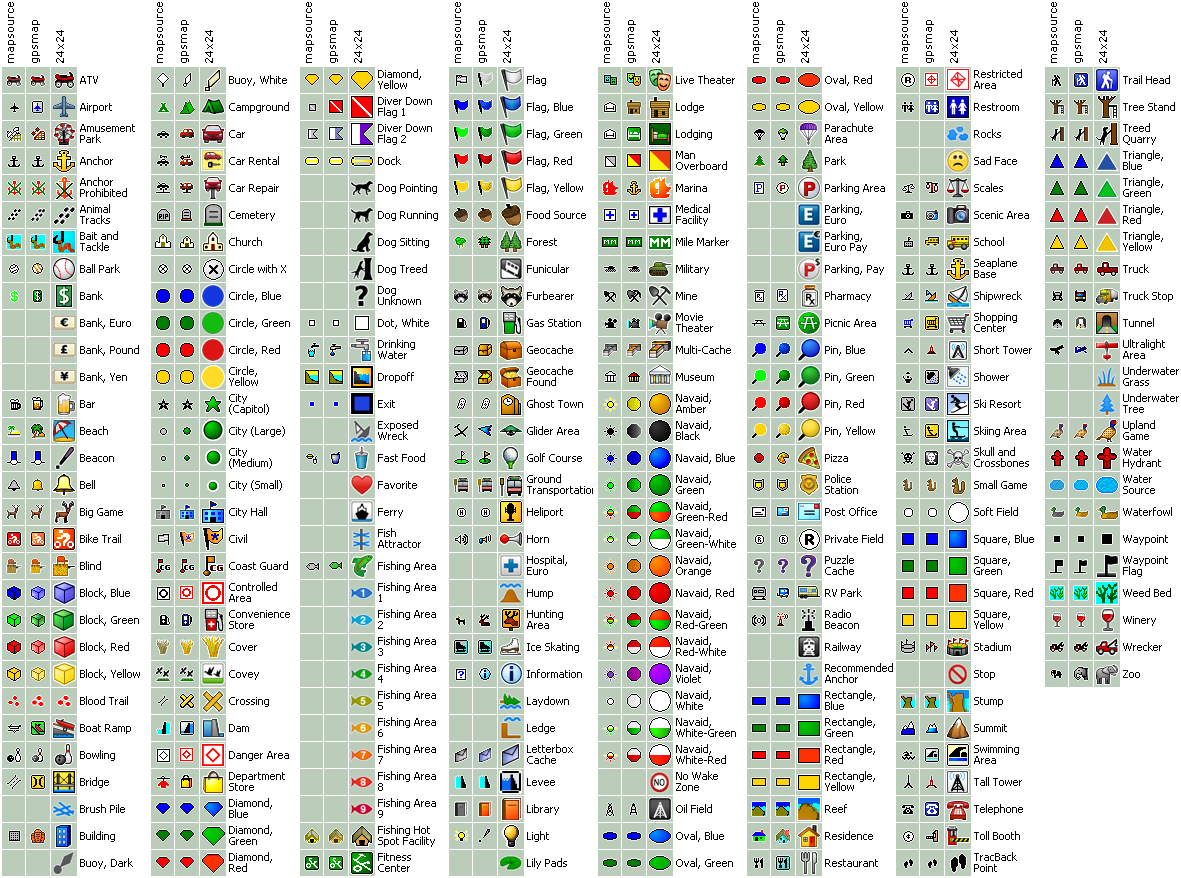 mapsource
gpsmap
24x24
ATV
Airport
Amusement
Park
Anchor
Anchor
Prohibited
Animal
Tracks
Bait and
Tackle
Ball Park
Bank
Bank, Euro
Bank, Pound
Bank, Yen
Bar
Beach
Beacon
Bell
Big Game
Bike Trail
Blind
Block, Blue
Block, Green
Block, Red
Block, Yellow
Blood Trail
Boat Ramp
Bowling
Bridge
Brush Pile
Building
Buoy, Dark
mapsource
gpsmap
24x24
Buoy, White
Campground
Car
Car Rental
Car Repair
Cemetery
Church
Circle with X
Circle, Blue
Circle, Green
Circle, Red
Circle,
Yellow
City
(Capitol)
City (Large)
City
(Medium)
City (Small)
City Hall
Civil
Coast Guard
Controlled
Area
Convenience
Store
Cover
Covey
Crossing
Dam
Danger Area
Department
Store
Diamond,
Blue
Diamond,
Green
Diamond,
Red
mapsource
gpsmap
24x24
Diamond,
Yellow
Diver Down
Flag 1
Diver Down
Flag 2
Dock
Dog Pointing
Dog Running
Dog Sitting
Dog Treed
Dog
Unknown
Dot, White
Drinking
Water
Dropoff
Exit
Exposed
Wreck
Fast Food
Favorite
Ferry
Fish
Attractor
Fishing Area
Fishing Area
1
Fishing Area
2
Fishing Area
3
Fishing Area
4
Fishing Area
5
Fishing Area
6
Fishing Area
7
Fishing Area
8
Fishing Area
9
Fishing Hot
Spot Facility
Fitness
Center
mapsource
gpsmap
24x24
Flag
Flag, Blue
Flag, Green
Flag, Red
Flag, Yellow
Food Source
Forest
Funicular
Furbearer
Gas Station
Geocache
Geocache
Found
Ghost Town
Glider Area
Golf Course
Ground
Transportation
Heliport
Horn
Hospital,
Euro
Hump
Hunting
Area
Ice Skating
Information
Laydown
Ledge
Letterbox
Cache
Levee
Library
Light
Lily Pads
mapsource
gpsmap
24x24
Live Theater
Lodge
Lodging
Man
Overboard
Marina
Medical
Facility
Mile Marker
Military
Mine
Movie
Theater
Multi-Cache
Museum
Navaid,
Amber
Navaid,
Black
Navaid, Blue
Navaid,
Green
Navaid,
Green-Red
Navaid,
Green-White
Navaid,
Orange
Navaid, Red
Navaid,
Red-Green
Navaid,
Red-White
Navaid,
Violet
Navaid,
White
Navaid,
White-Green
Navaid,
White-Red
No Wake
Zone
Oil Field
Oval, Blue
Oval, Green
mapsource
gpsmap
24x24
Oval, Red
Oval, Yellow
Parachute
Area
Park
Parking Area
Parking,
Euro
Parking,
Euro Pay
Parking, Pay
Pharmacy
Picnic Area
Pin, Blue
Pin, Green
Pin, Red
Pin, Yellow
Pizza
Police
Station
Post Office
Private Field
Puzzle
Cache
RV Park
Radio
Beacon
Railway
Recommended
Anchor
Rectangle,
Blue
Rectangle,
Green
Rectangle,
Red
Rectangle,
Yellow
Reef
Residence
Restaurant
mapsource
gpsmap
24x24
Restricted
Area
Restroom
Rocks
Sad Face
Scales
Scenic Area
School
Seaplane
Base
Shipwreck
Shopping
Center
Short Tower
Shower
Ski Resort
Skiing Area
Skull and
Crossbones
Small Game
Soft Field
Square, Blue
Square,
Green
Square, Red
Square,
Yellow
Stadium
Stop
Stump
Summit
Swimming
Area
Tall Tower
Telephone
Toll Booth
TracBack
Point
mapsource
gpsmap
24x24
Trail Head
Tree Stand
Treed
Quarry
Triangle,
Blue
Triangle,
Green
Triangle,
Red
Triangle,
Yellow
Truck
Truck Stop
Tunnel
Ultralight
Area
Underwater
Grass
Underwater
Tree
Upland
Game
Water
Hydrant
Water
Source
Waterfowl
Waypoint
Waypoint
Flag
Weed Bed
Winery
Wrecker
Zoo